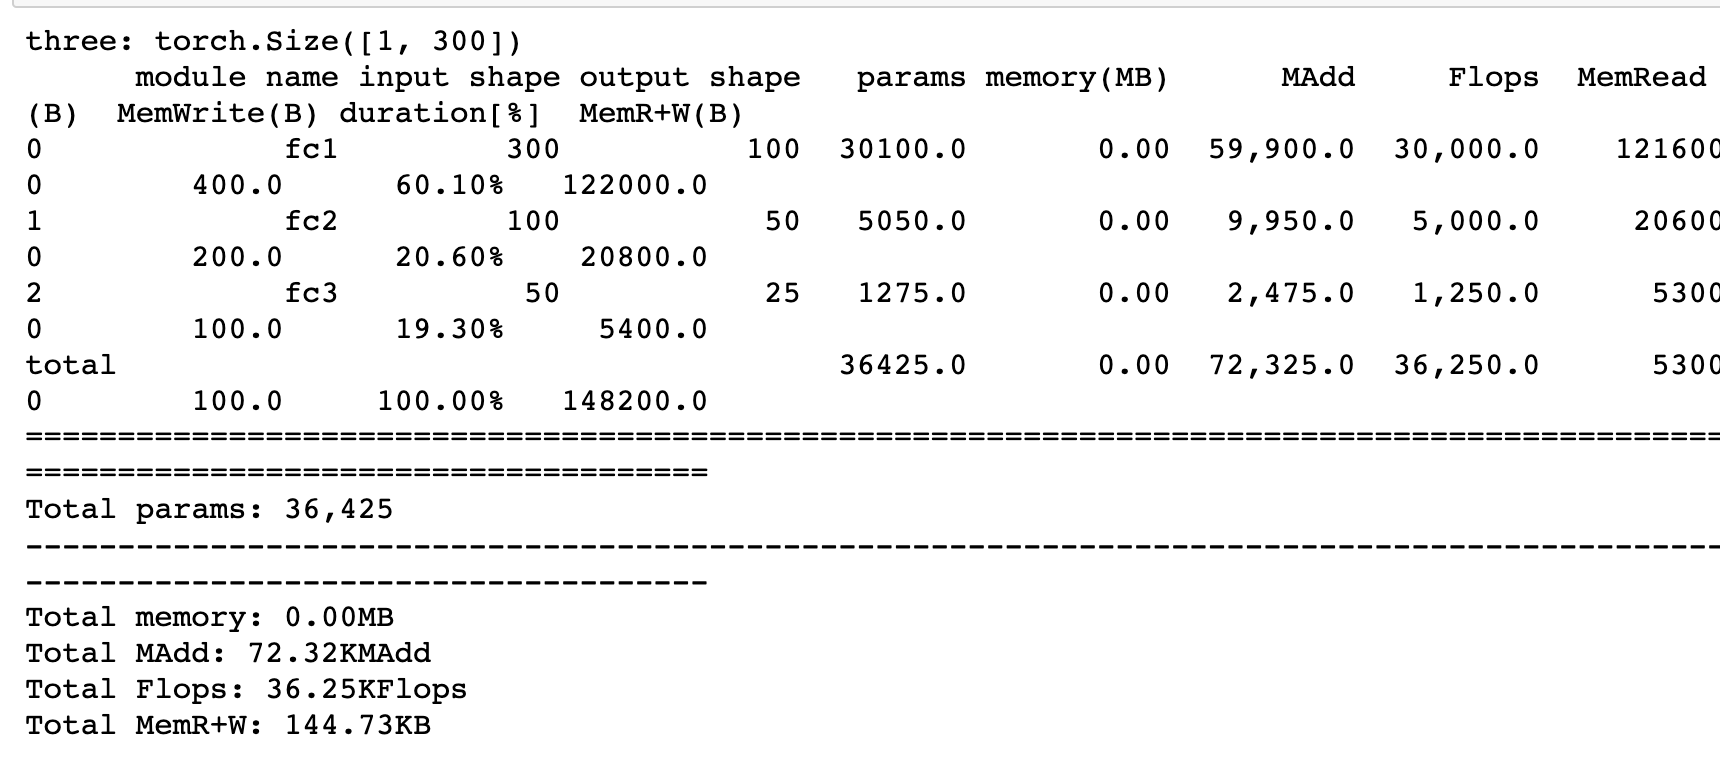 three: torch.Size([1, 300])
module name input shape output shape params memory(MB) MAdd Flops MemRead
(B) MemWrite(B) duration[%] MemR+W(B)
0 fc1 300 100 30100.0 0.00 59,900.0 30,000.0 121600
0 400.0 60.10% 122000.0
1 fc2 100 50 5050.0 0.00 9,950.0 5,000.0 20600
0 200.0 20.60% 20800.0
2 fc3 50 25 1275.0 0.00 2,475.0 1,250.0 5300
0 100.0 19.30% 5400.0
total 36425.0 0.00 72,325.0 36,250.0 5300
0 100.0 100.00% 148200.0
=============================================================================================
=====================================
Total params: 36,425
---------------------------------------------------------------------------------------------
-------------------------------------
Total memory: 0.00MB
Total MAdd: 72.32KMAdd
Total Flops: 36.25KFlops
Total MemR+W: 144.73KB